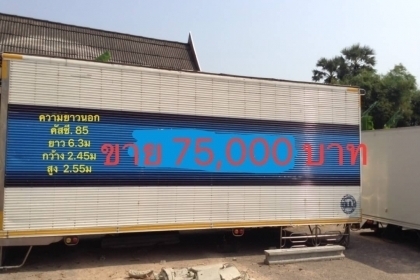 ความยาวนอก
คัสซี. 85
ยาว 6.3ม
กว้าง 2.45ม
สูง 2.55ม
ขาย 75,000 บาท